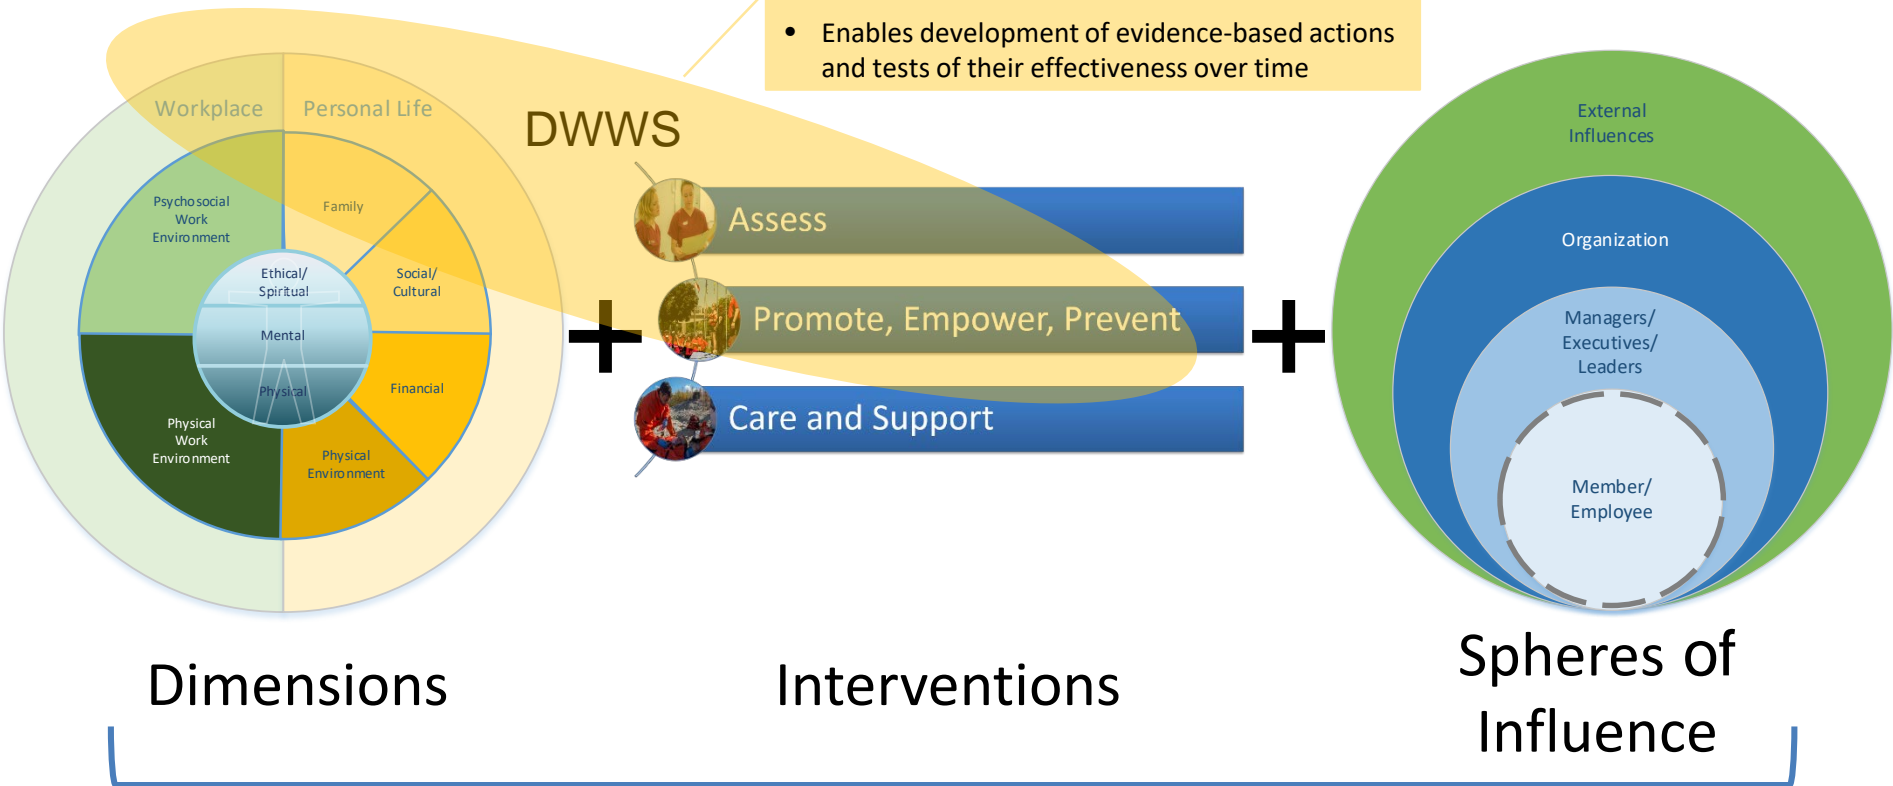 • Enables development of evidence-based actions
and tests of their effectiveness over time
Workplace
Personal Life
DWWS
Psychosocial
Work
Environment
Family
Ethical/
Spiritual
Social/
Cultural
Mental
Physical
Financial
Physical
Work
Environment
Physical
Environment
+
Assess
Promote, Empower, Prevent
Care and Support
+
External
Influences
Organization
Managers/
Executives/
Leaders
Member/
Employee
Dimensions
Interventions
Spheres of
Influence